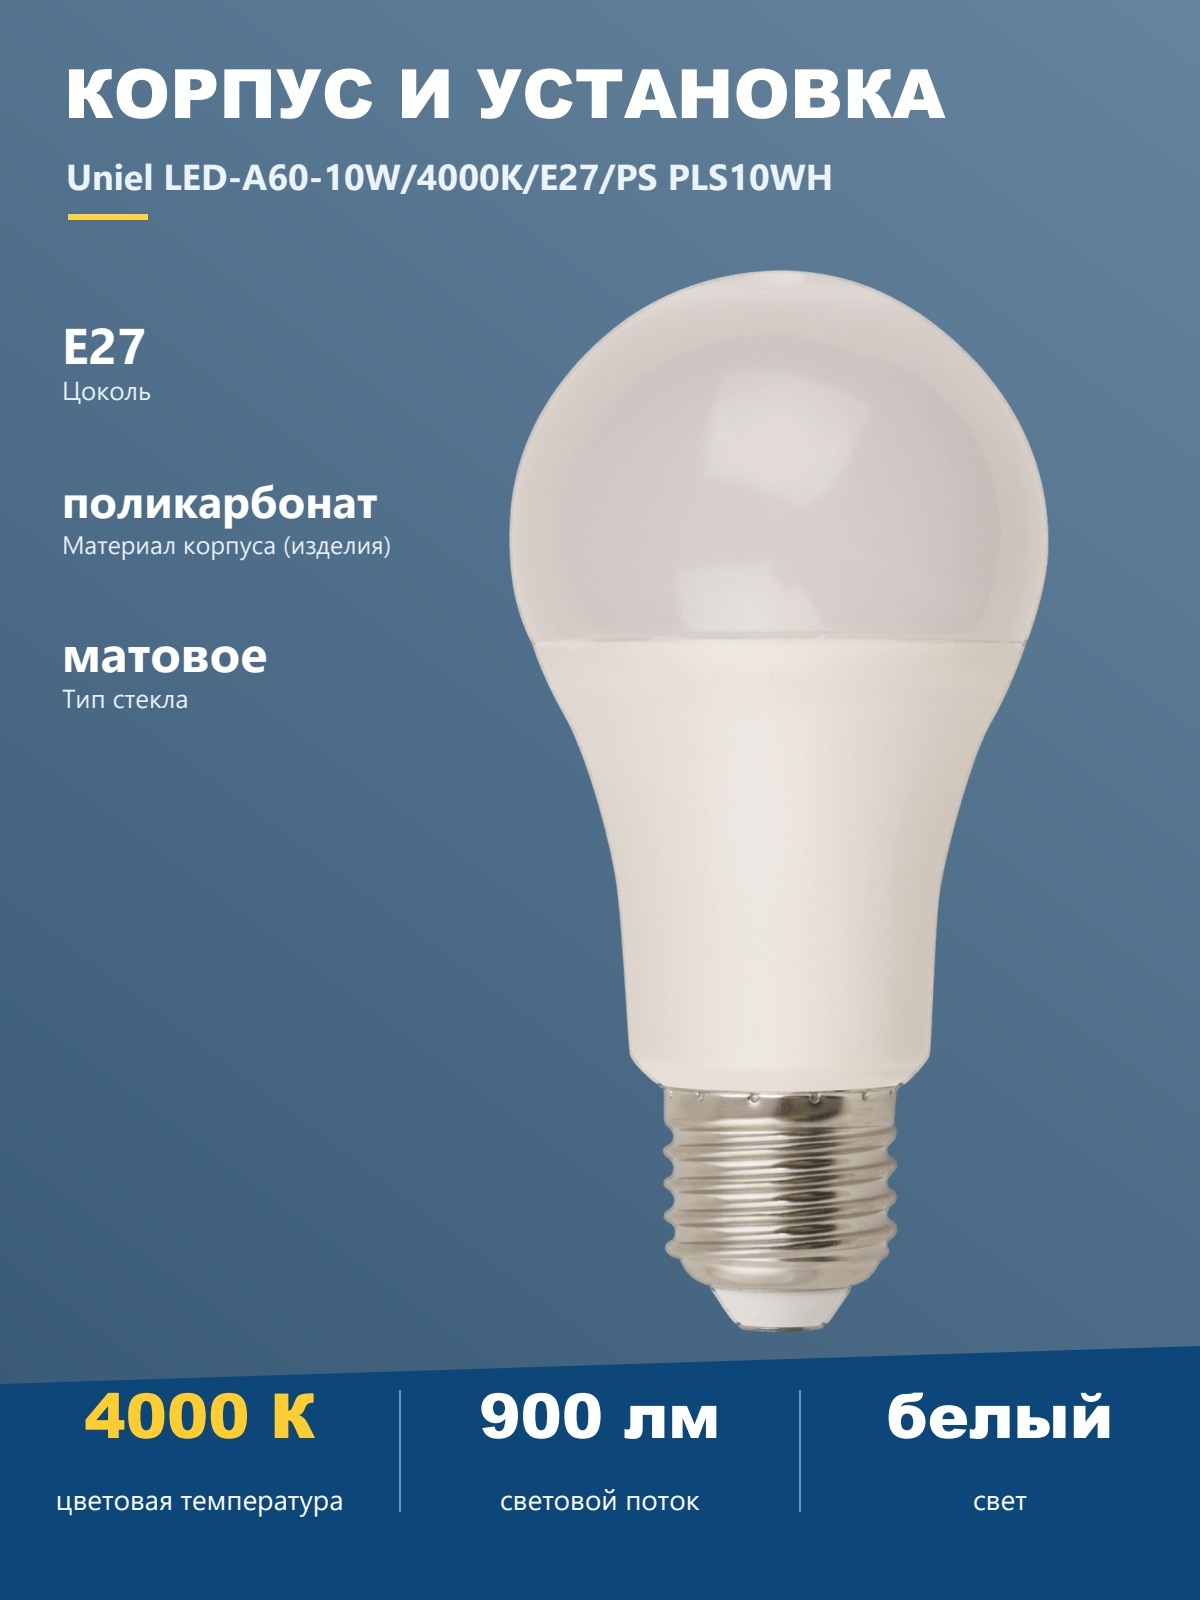 КОРПУС И УСТАНОВКА
Uniel LED-A60-10W/4000K/E27/PS PLS10WH
E27
Цоколь
поликарбонат
Материал корпуса (изделия)
матовое
Тип стекла
4000 К
цветовая температура
900 лм
световой поток
белый
свет